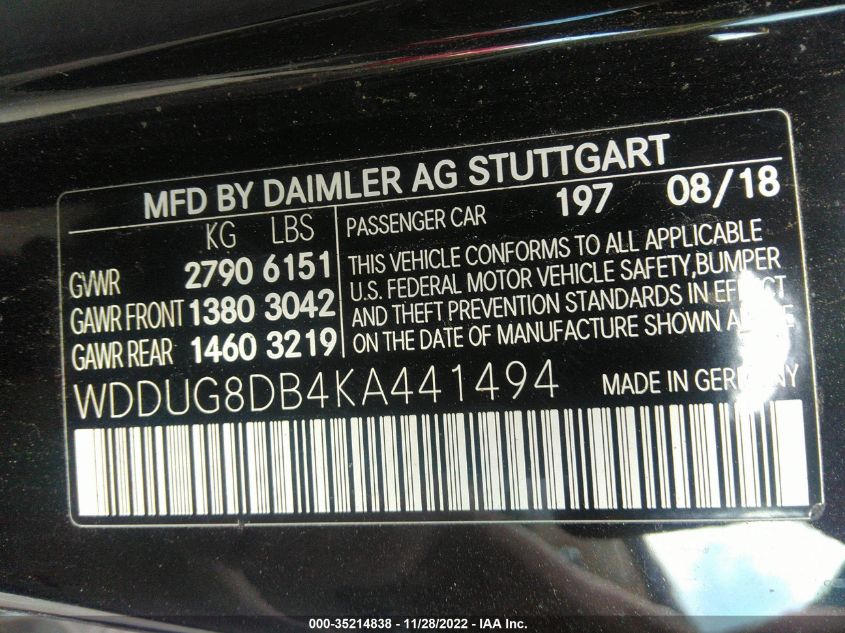 MFD BY DAIMLER AG STUTTGART
KG LBS
PASSENGER CAR 197 08/18
GVWR 2790 6151
GAWR FRONT 1380 3042
GAWR REAR 1460 3219
THIS VEHICLE CONFORMS TO ALL APPLICABLE
U.S. FEDERAL MOTOR VEHICLE SAFETY, BUMPER
AND THEFT PREVENTION STANDARDS IN EFFECT
ON THE DATE OF MANUFACTURE SHOWN
WDDUG8DB4KA441494
MADE IN GERMANY
000-35214838 - 11/28/2022 - IAA Inc.